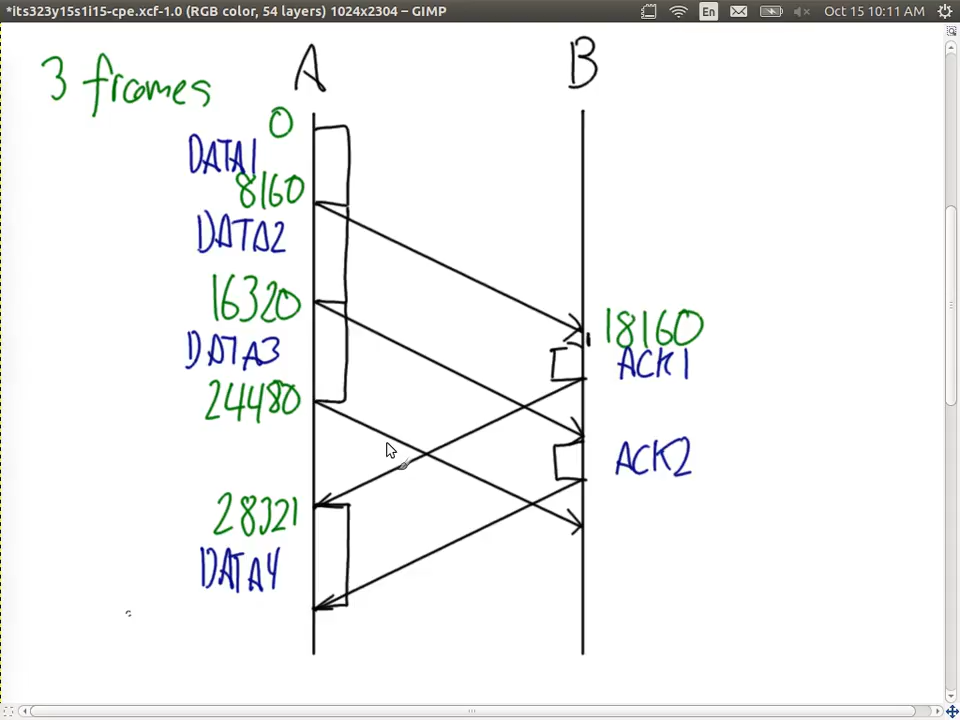 *its323y15s1i15-cpe.xcf-1.0 (RGB color, 54 layers) 1024x2304 – GIMP
En
Oct 15 10:11 AM
3 frames
A
B
0
DATA1
8160
DATA2
16320
18160
DATA3
ACK1
24480
ACK2
28321
DATA4